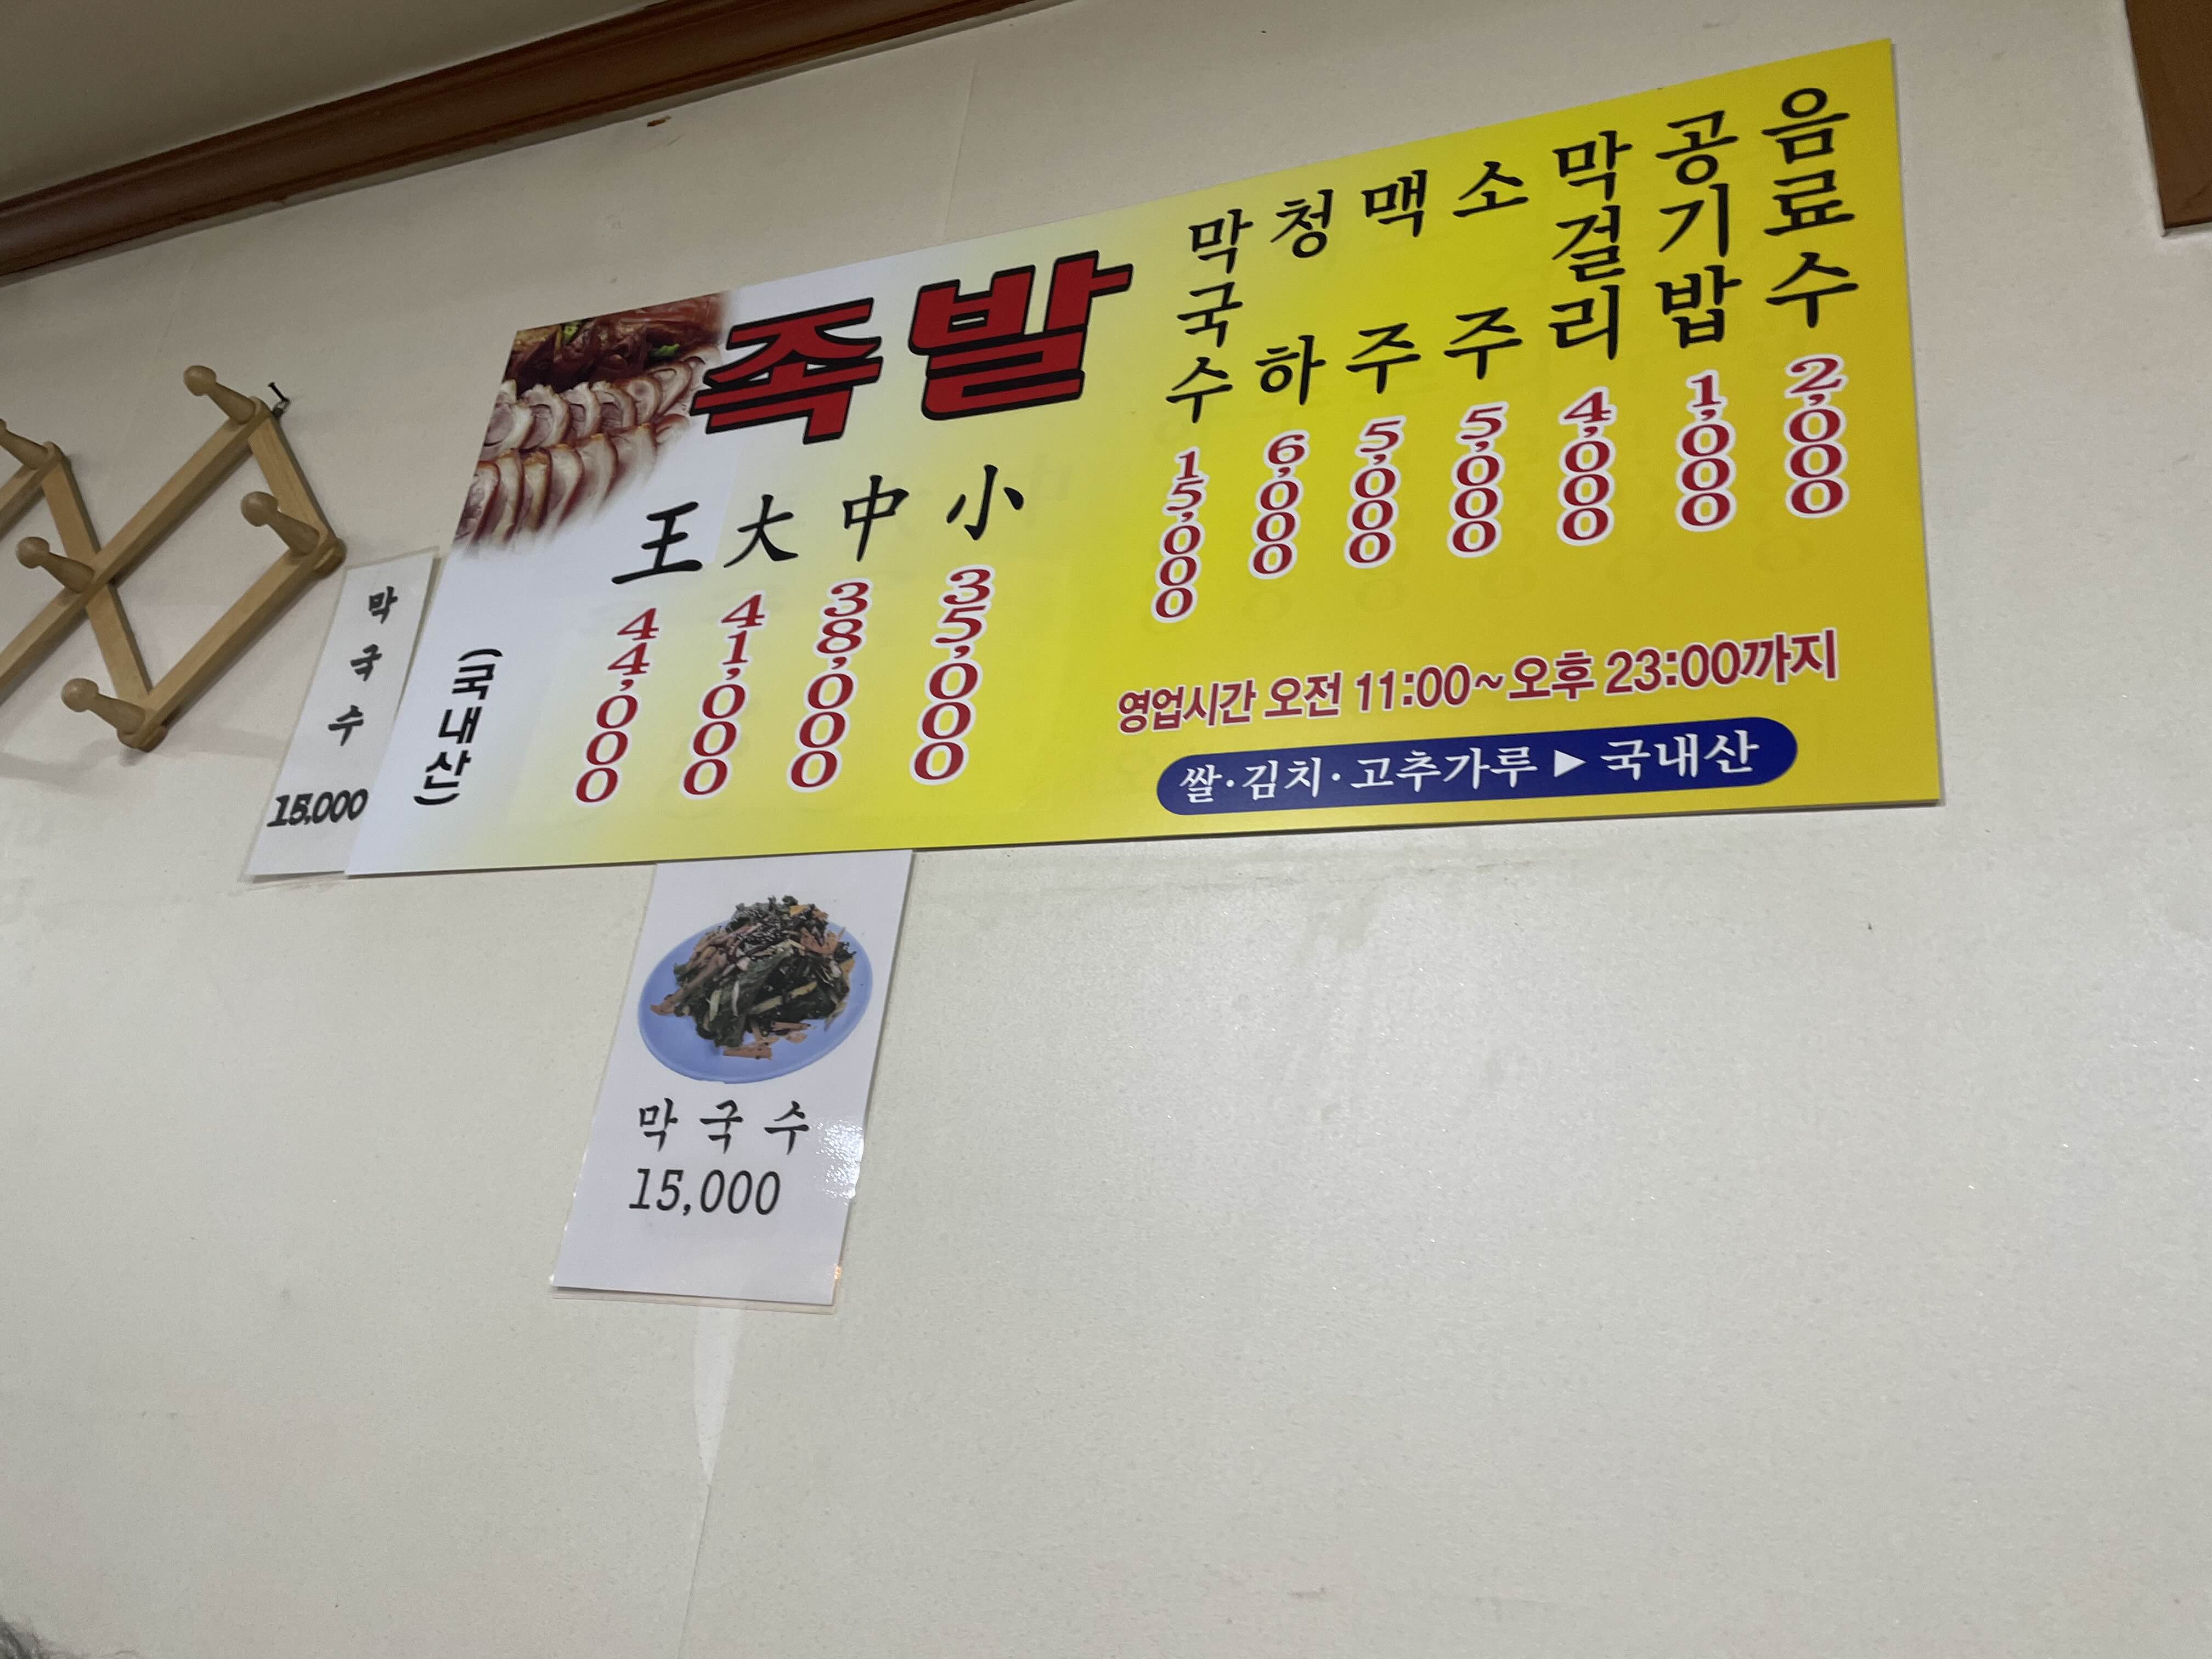 족발
王 44,000
大 41,000
中 38,000
小 35,000
(국내산)
막국수 15,000
청하 6,000
맥주 5,000
소주 5,000
막걸리 4,000
공기밥 1,000
음료수 2,000
영업시간 오전 11:00~오후 23:00까지
쌀·김치·고추가루 ▶ 국내산
막국수
15,000
막국수
15,000